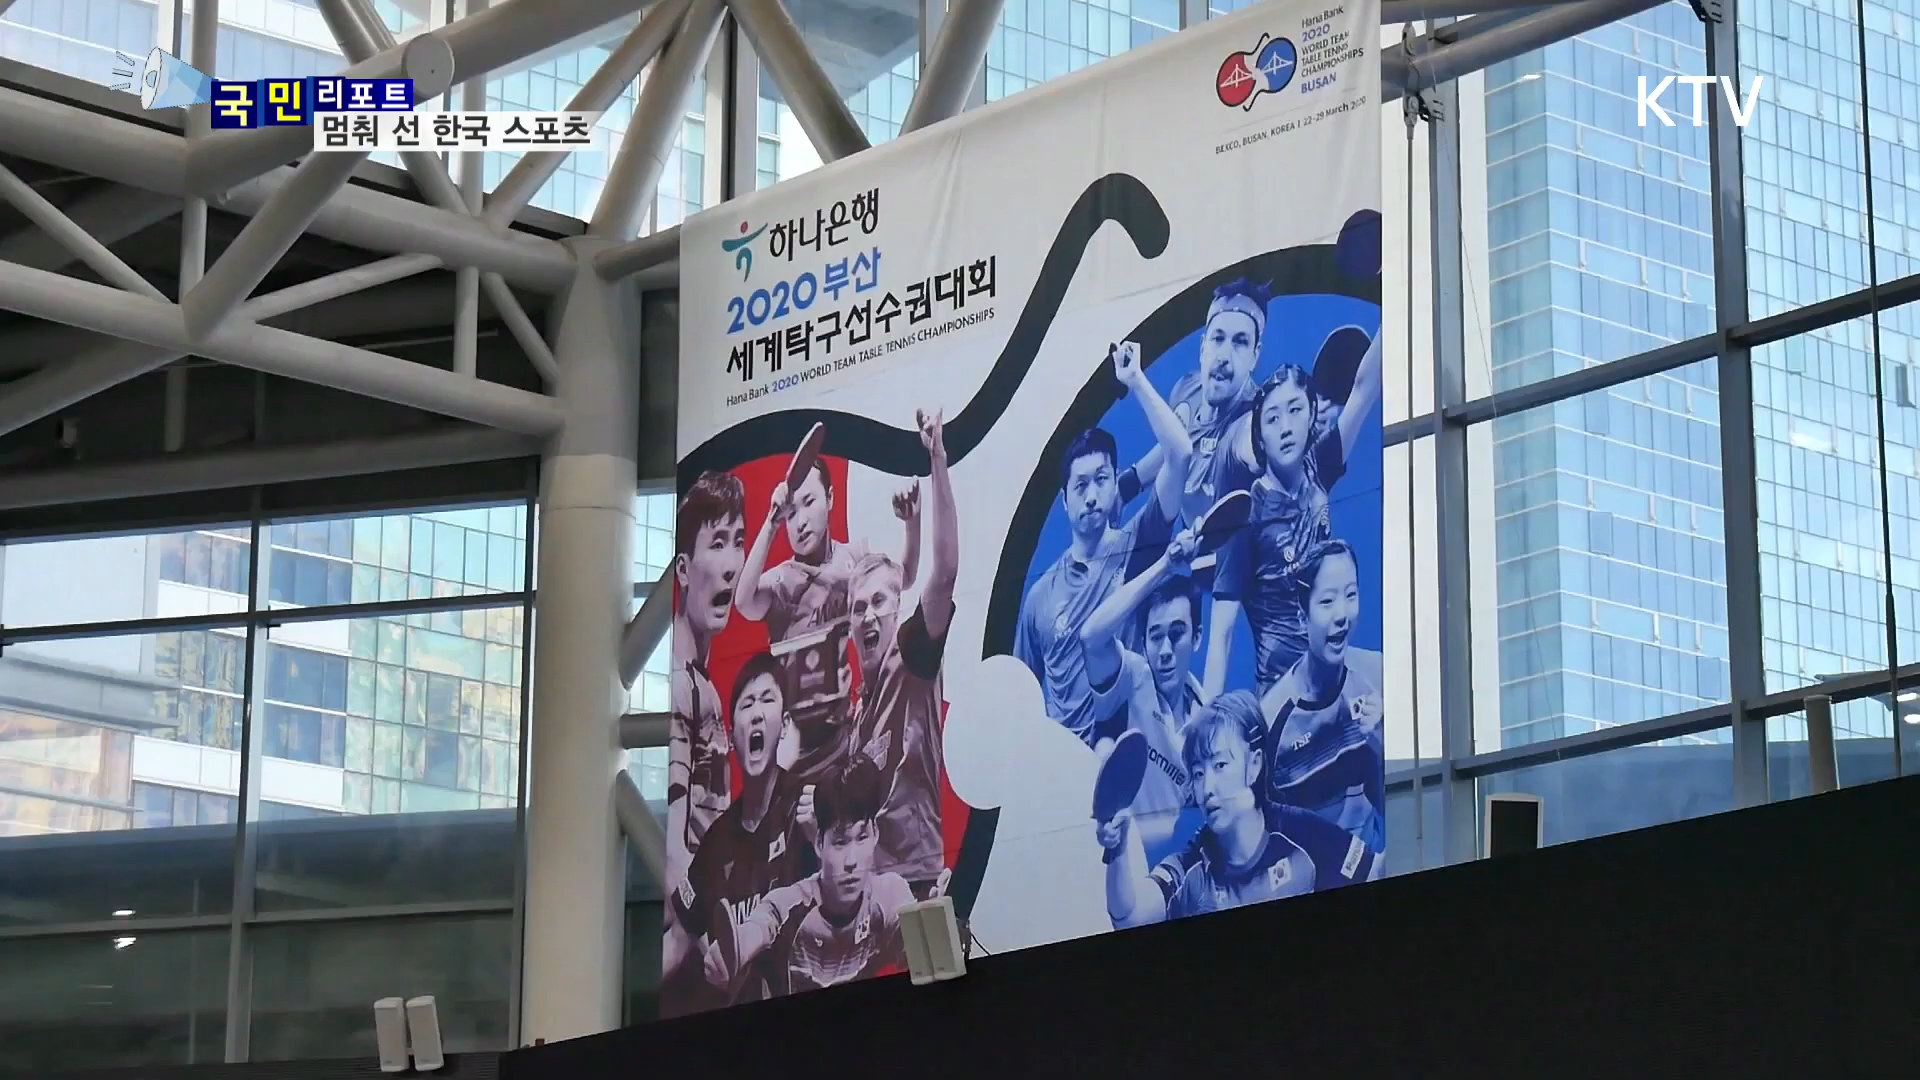 국민 리포트
멈춰 선 한국 스포츠
KTV
Hana Bank
2020
WORLD TEAM
TABLE TENNIS
CHAMPIONSHIPS
BUSAN
BEXCO, BUSAN, KOREA I 22-29 March 2020
하나은행
2020 부산
세계탁구선수권대회
Hana Bank 2020 WORLD TEAM TABLE TENNIS CHAMPIONSHIPS
TSP